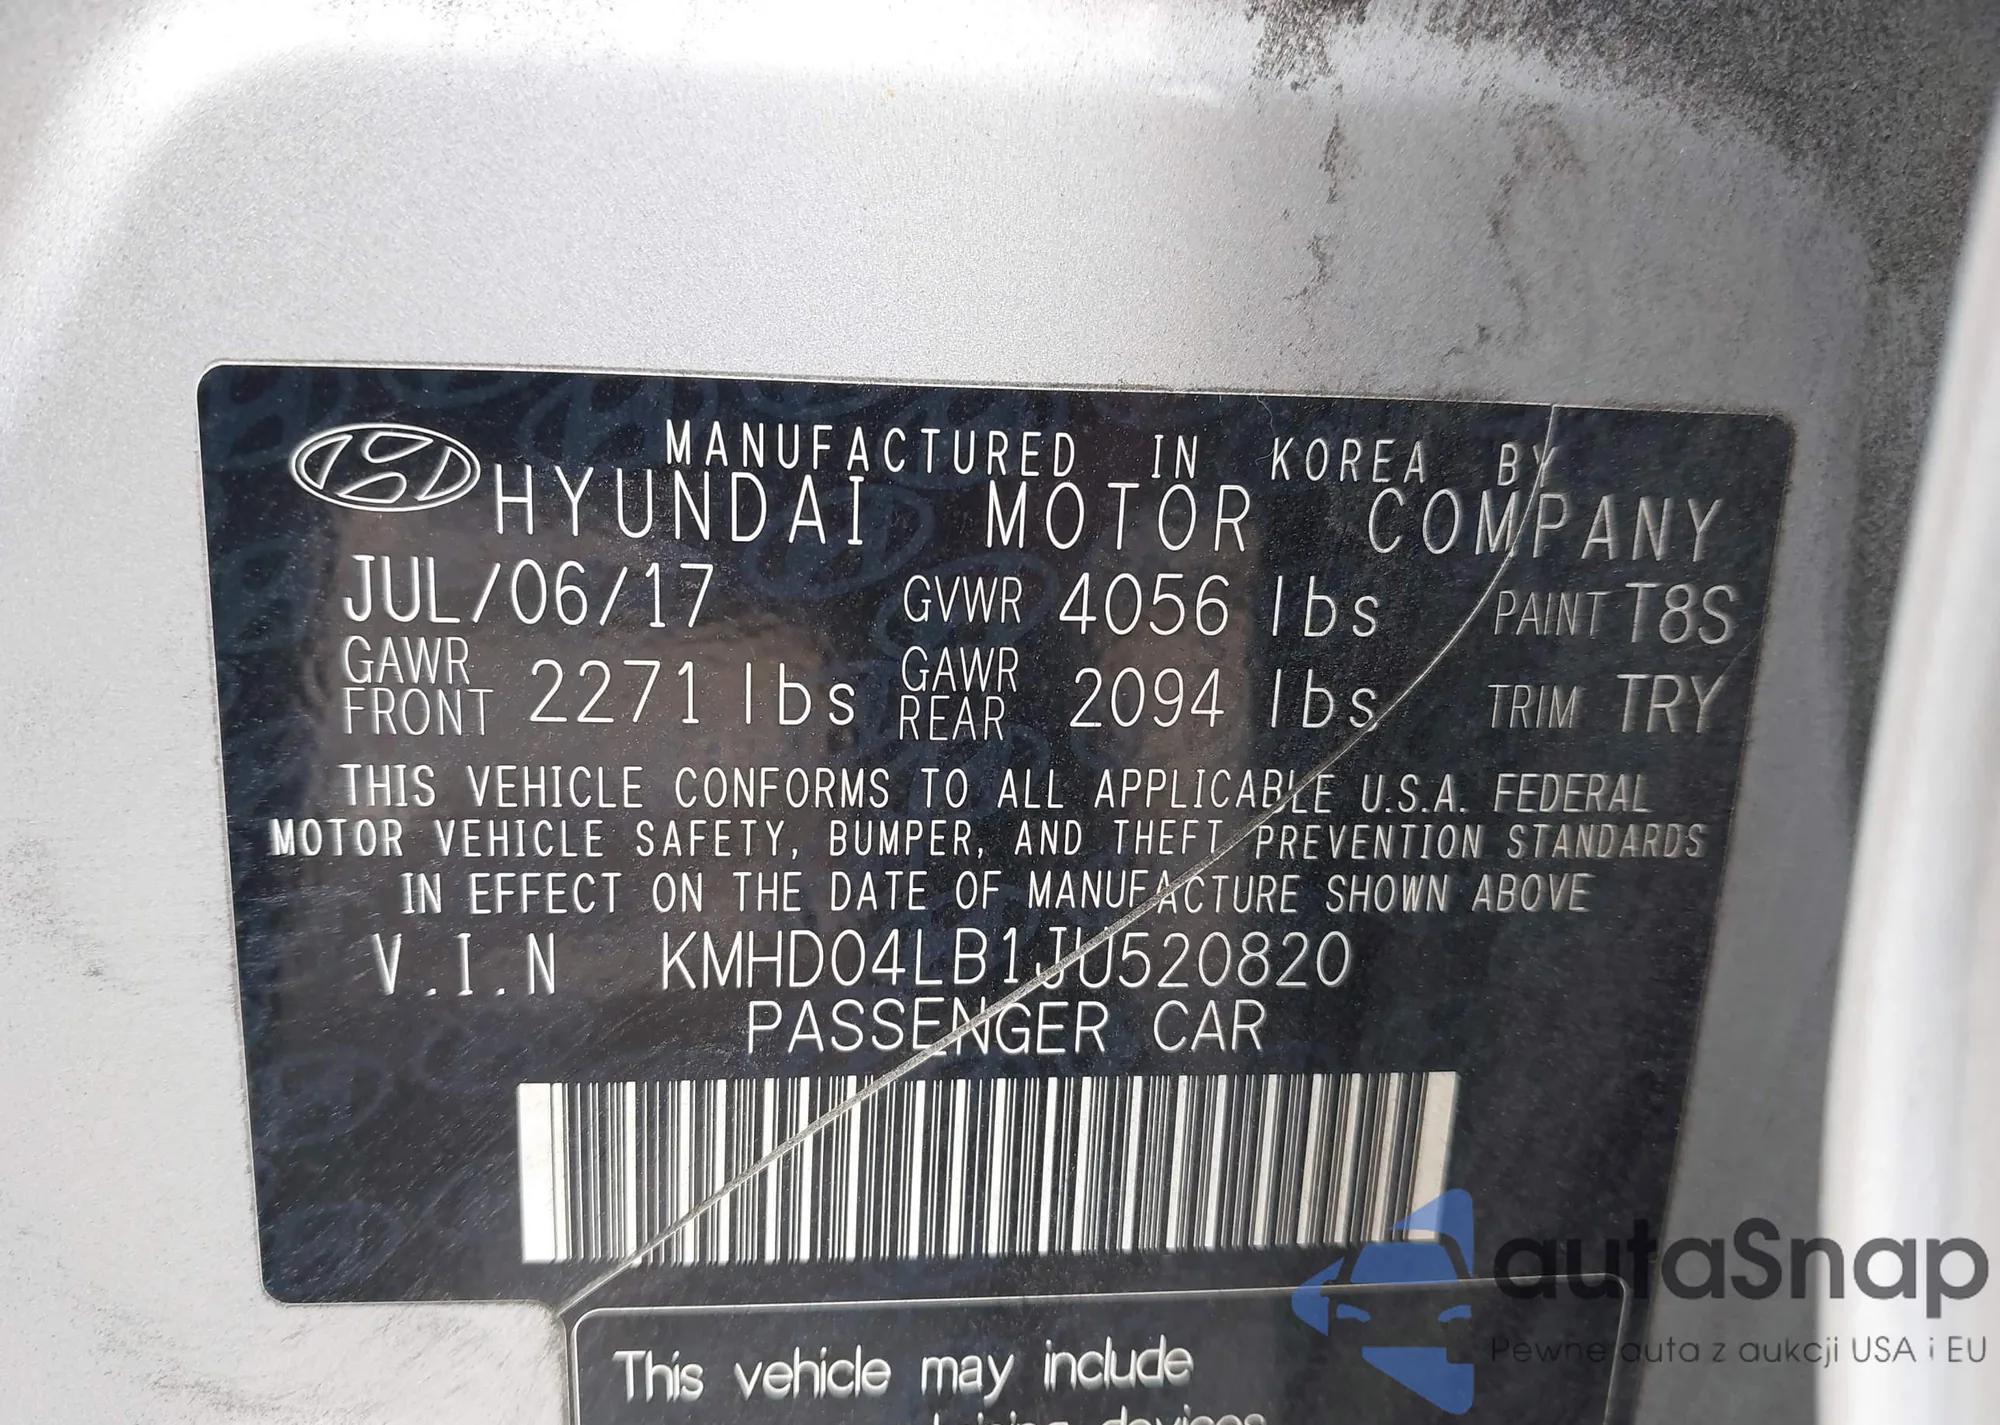 MANUFACTURED IN KOREA BY
HYUNDAI MOTOR COMPANY
JUL/06/17 GVWR 4056 lbs PAINT T8S
GAWR FRONT 2271 lbs GAWR REAR 2094 lbs TRIM TRY
THIS VEHICLE CONFORMS TO ALL APPLICABLE U.S.A. FEDERAL
MOTOR VEHICLE SAFETY, BUMPER, AND THEFT PREVENTION STANDARDS
IN EFFECT ON THE DATE OF MANUFACTURE SHOWN ABOVE
V.I.N KMHD04LB1JU520820
PASSENGER CAR
autaSnap
Pewne auta z aukcji USA i EU
This vehicle may include
devices